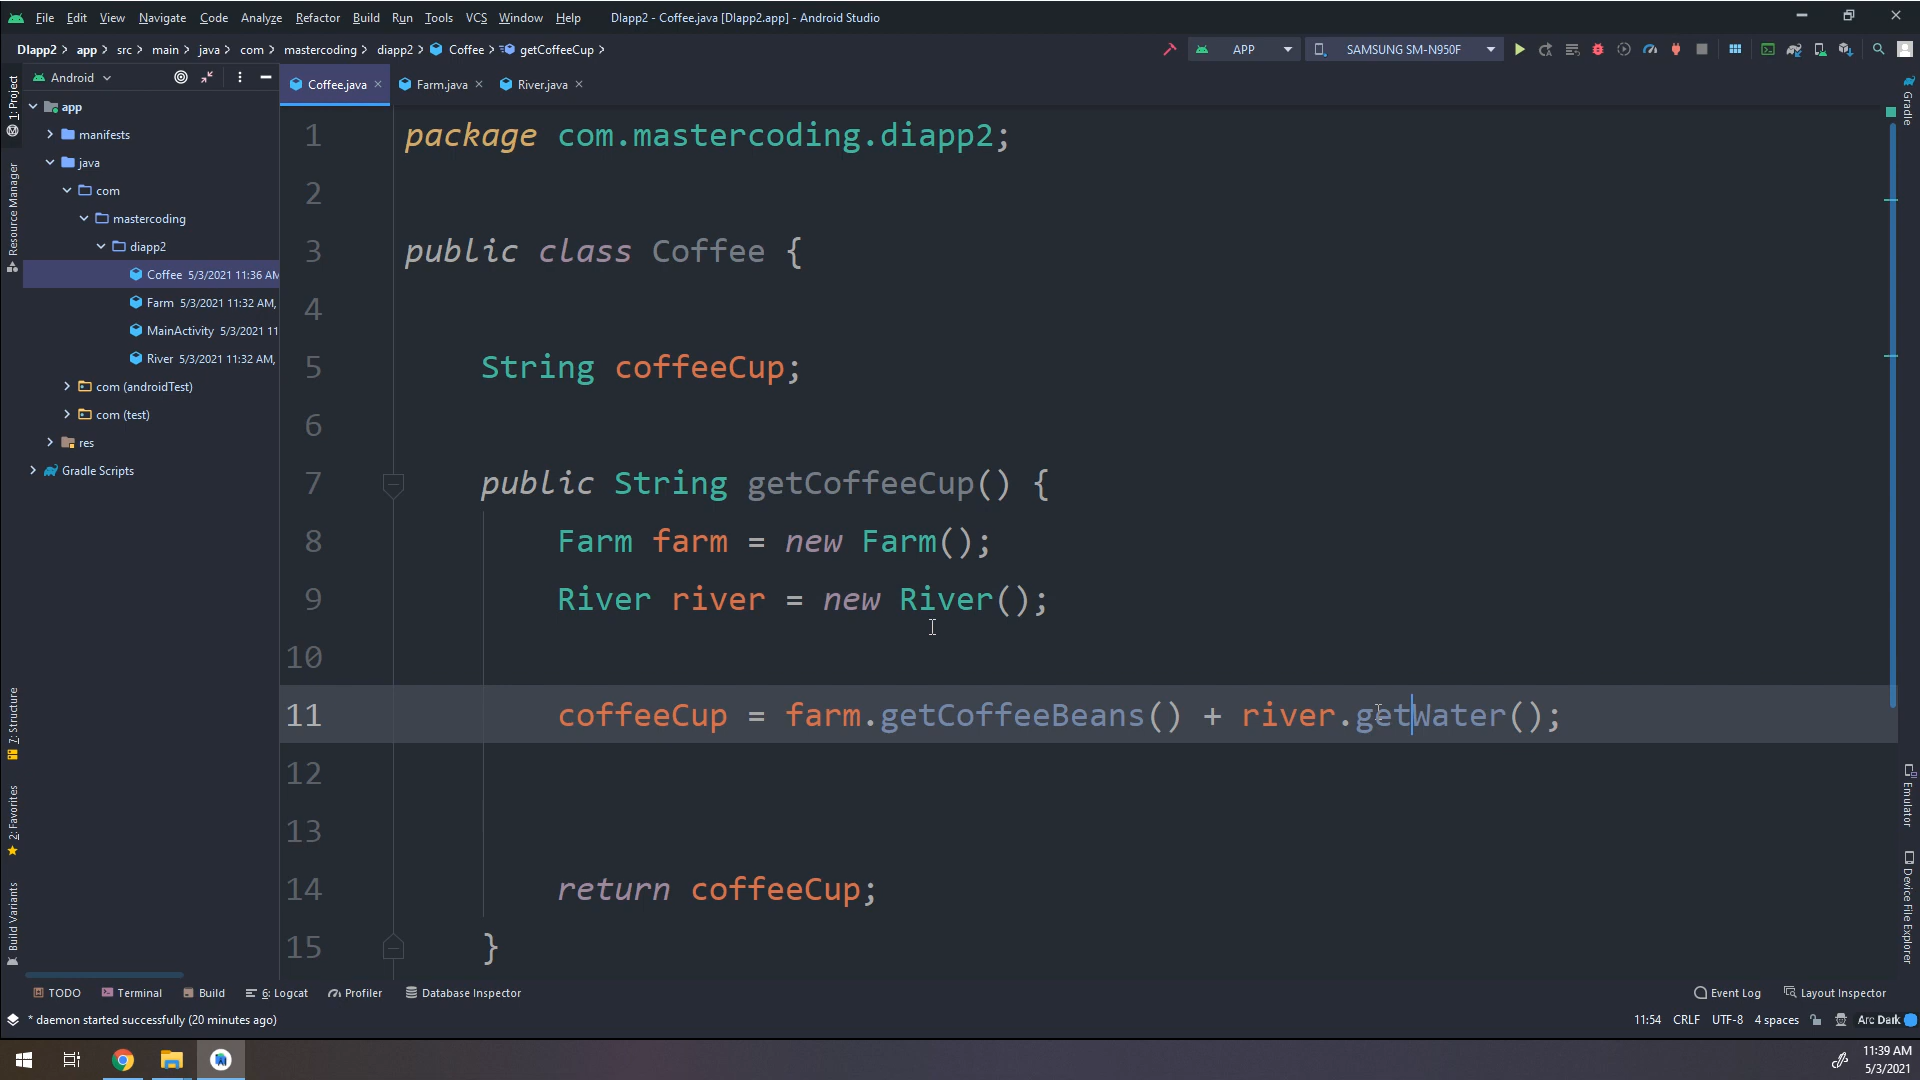 File Edit View Navigate Code Analyze Refactor Build Run Tools VCS Window Help DIapp2 - Coffee.java [DIapp2.app] - Android Studio
DIapp2 app src main java com mastercoding diapp2 Coffee getCoffeeCup APP SAMSUNG SM-N950F
Android
Coffee.java Farm.java River.java
1: Project
Resource Manager
7: Structure
2: Favorites
Build Variants
app
manifests
java
com
mastercoding
diapp2
Coffee 5/3/2021 11:36 AM
Farm 5/3/2021 11:32 AM,
MainActivity 5/3/2021 11
River 5/3/2021 11:32 AM,
com (androidTest)
com (test)
res
Gradle Scripts
1 package com.mastercoding.diapp2;
2
3 public class Coffee {
4
5 String coffeeCup;
6
7 public String getCoffeeCup() {
8 Farm farm = new Farm();
9 River river = new River();
10
11 coffeeCup = farm.getCoffeeBeans() + river.getWater();
12
13
14 return coffeeCup;
15 }
Gradle
Emulator
Device File Explorer
TODO Terminal Build 6: Logcat Profiler Database Inspector Event Log Layout Inspector
* daemon started successfully (20 minutes ago) 11:54 CRLF UTF-8 4 spaces Arc Dark
11:39 AM
5/3/2021